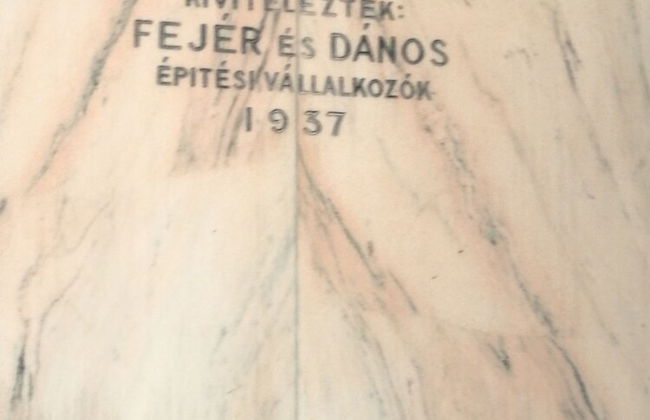 KIVITELEZTÉK:
FEJÉR ÉS DÁNOS
ÉPITÉSI VÁLLALKOZÓK
1937